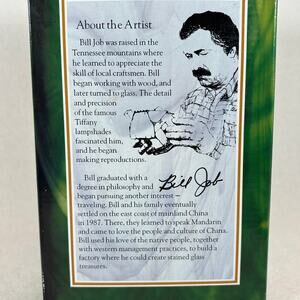 About the Artist
Bill Job was raised in the
Tennessee mountains where
he learned to appreciate the
skill of local craftsmen. Bill
began working with wood, and
later turned to glass. The detail
and precision
of the famous
Tiffany
lampshades
fascinated him,
and he began
making reproductions.
Bill graduated with a
degree in philosophy and
began pursuing another interest –
traveling. Bill and his family eventually
settled on the east coast of mainland China
in 1987. There, they learned to speak Mandarin
and came to love the people and culture of China.
Bill used his love of the native people, together
with western management practices, to build
a factory where he could create stained glass
treasures.
Bill Job